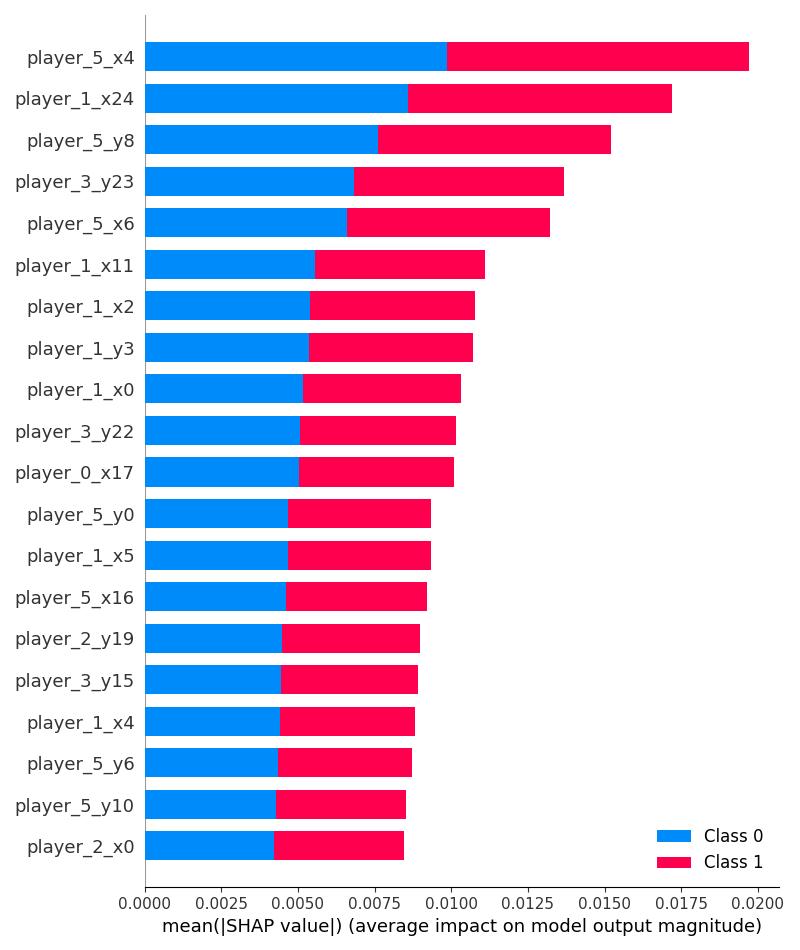 player_5_x4
player_1_x24
player_5_y8
player_3_y23
player_5_x6
player_1_x11
player_1_x2
player_1_y3
player_1_x0
player_3_y22
player_0_x17
player_5_y0
player_1_x5
player_5_x16
player_2_y19
player_3_y15
player_1_x4
player_5_y6
player_5_y10
player_2_x0
Class 0
Class 1
0.0000 0.0025 0.0050 0.0075 0.0100 0.0125 0.0150 0.0175 0.0200
mean(|SHAP value|) (average impact on model output magnitude)